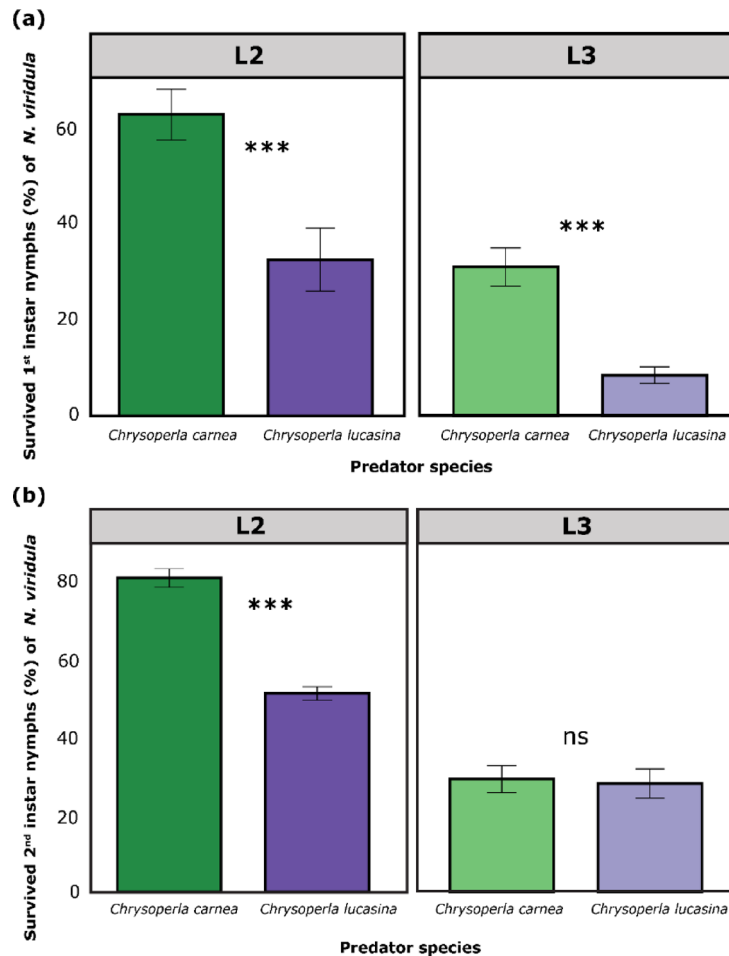 (a)
L2
L3
Survived 1st instar nymphs (%) of N. viridula
60
40
20
0
***
***
Chrysoperla carnea
Chrysoperla lucasina
Chrysoperla carnea
Chrysoperla lucasina
Predator species
(b)
L2
L3
Survived 2nd instar nymphs (%) of N. viridula
80
60
40
20
0
***
ns
Chrysoperla carnea
Chrysoperla lucasina
Chrysoperla carnea
Chrysoperla lucasina
Predator species